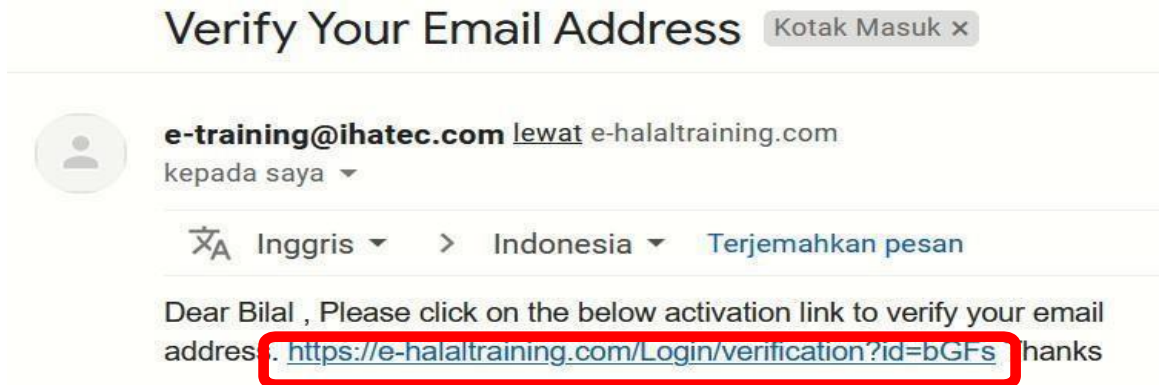 Verify Your Email Address Kotak Masuk ×
e-training@ihatec.com lewat e-halaltraining.com
kepada saya
Inggris > Indonesia Terjemahkan pesan
Dear Bilal , Please click on the below activation link to verify your email
address. https://e-halaltraining.com/Login/verification?id=bGFs Thanks